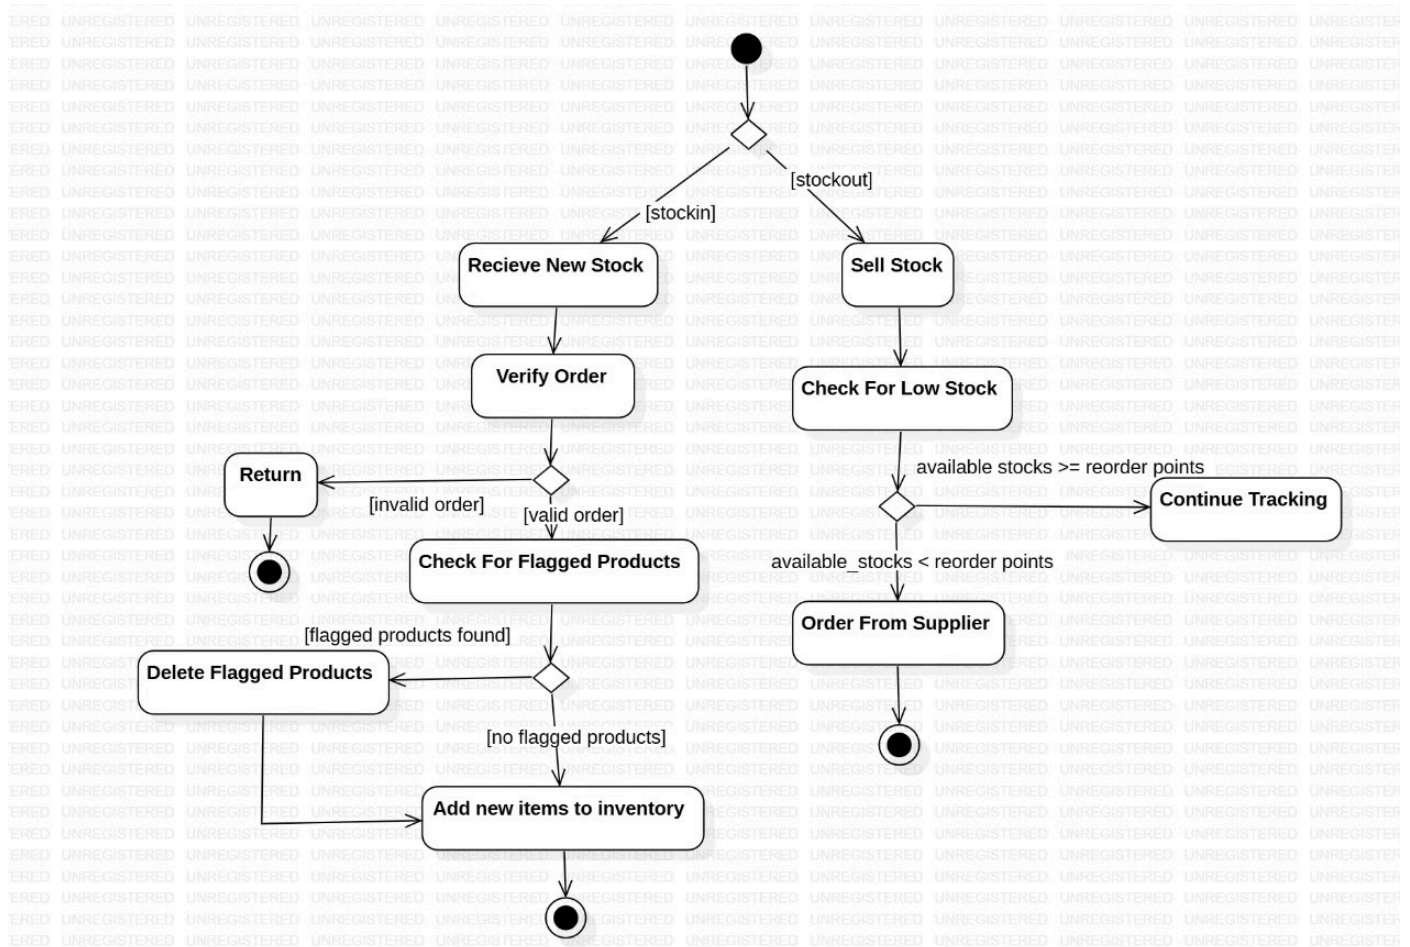 [stockout]
[stockin]
Recieve New Stock
Sell Stock
Verify Order
Check For Low Stock
available stocks >= reorder points
Return
Continue Tracking
[invalid order]
[valid order]
Check For Flagged Products
available_stocks < reorder points
Order From Supplier
[flagged products found]
Delete Flagged Products
[no flagged products]
Add new items to inventory
UNREGISTERED